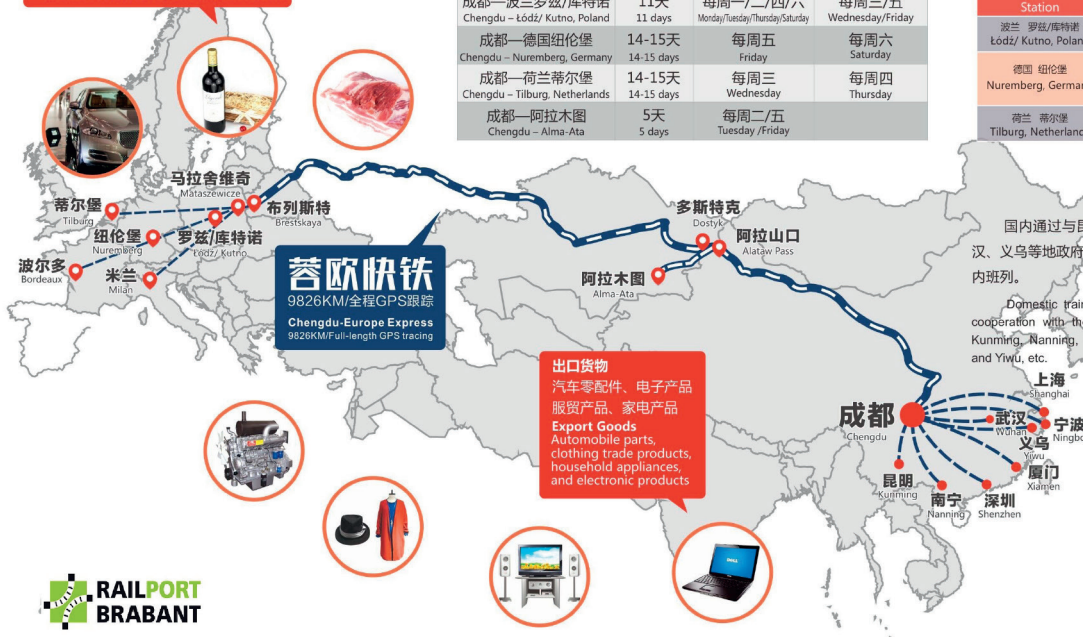 成都—波兰罗兹/库特诺 11天 每周一/二/四/六 每周三/五
Chengdu – Łódź/ Kutno, Poland 11 days Monday/Tuesday/Thursday/Saturday Wednesday/Friday
成都—德国纽伦堡 14-15天 每周五 每周六
Chengdu – Nuremberg, Germany 14-15 days Friday Saturday
成都—荷兰蒂尔堡 14-15天 每周三 每周四
Chengdu – Tilburg, Netherlands 14-15 days Wednesday Thursday
成都—阿拉木图 5天 每周二/五
Chengdu – Alma-Ata 5 days Tuesday /Friday
Station
波兰 罗兹/库特诺
Łódź/ Kutno, Polan
德国 纽伦堡
Nuremberg, Germa
荷兰 蒂尔堡
Tilburg, Netherland
马拉舍维奇
Mataszewicze
蒂尔堡
Tilburg
布列斯特
Brestskaya
纽伦堡
Nuremberg
罗兹/库特诺
Łódź/ Kutno
波尔多
Bordeaux
米兰
Milan
多斯特克
Dostyk
阿拉山口
Alataw Pass
阿拉木图
Alma-Ata
蓉欧快铁
9826KM/全程GPS跟踪
Chengdu-Europe Express
9826KM/Full-length GPS tracing
国内通过与昆
汉、义乌等地政府
内班列。
Domestic train
cooperation with the
Kunming, Nanning,
and Yiwu, etc.
出口货物
汽车零配件、电子产品
服贸产品、家电产品
Export Goods
Automobile parts,
clothing trade products,
household appliances,
and electronic products
成都
Chengdu
上海
Shanghai
武汉
Wuhan
宁波
Ningbo
义乌
Yiwu
厦门
Xiamen
昆明
Kunming
南宁
Nanning
深圳
Shenzhen
DELL
RAILPORT
BRABANT